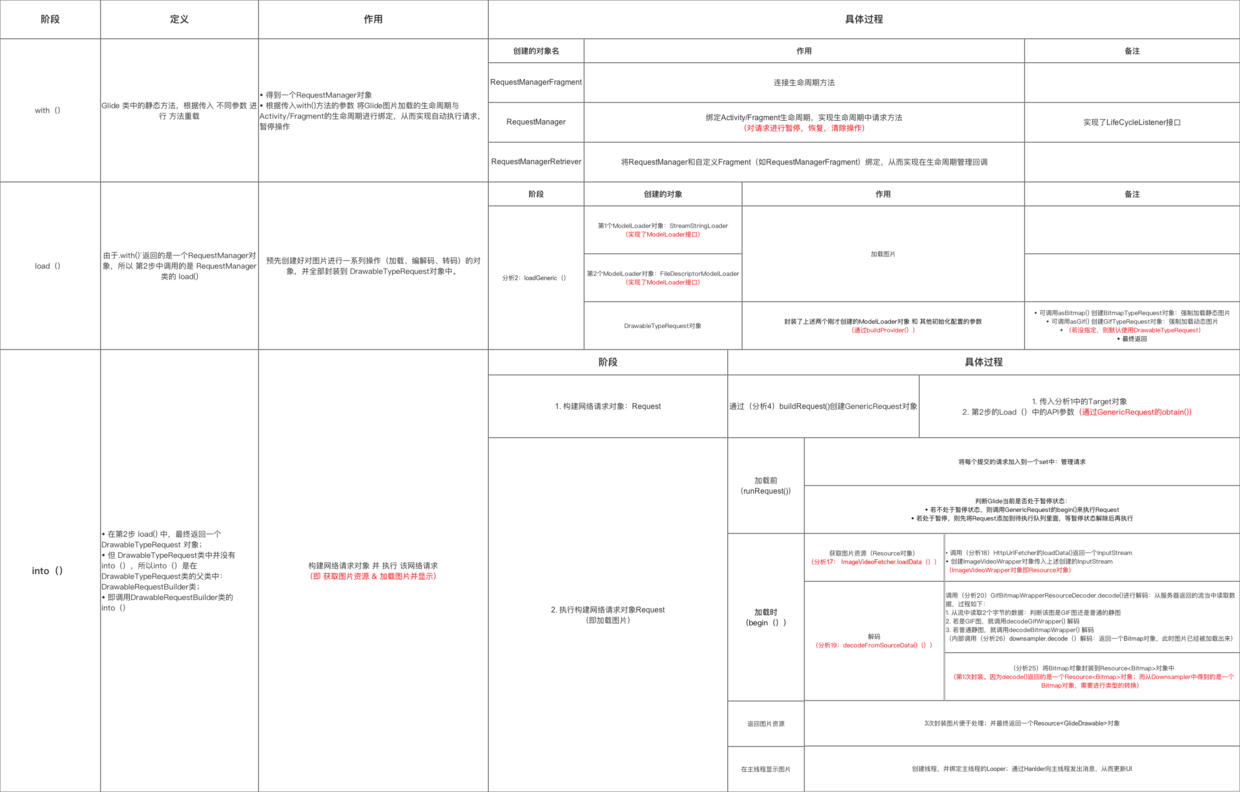 阶段
定义
作用
具体过程
with（）
Glide 类中的静态方法，根据传入 不同参数 进
行 方法重载
• 得到一个RequestManager对象
• 根据传入with()方法的参数 将Glide图片加载的生命周期与
Activity/Fragment的生命周期进行绑定，从而实现自动执行请求，
暂停操作
创建的对象名
作用
备注
RequestManagerFragment
连接生命周期方法
RequestManager
绑定Activity/Fragment生命周期，实现生命周期中请求方法
（对请求进行暂停，恢复，清除操作）
实现了LifeCycleListener接口
RequestManagerRetriever
将RequestManager和自定义Fragment（如RequestManagerFragment）绑定，从而实现在生命周期管理回调
load（）
由于.with()`返回的是一个RequestManager对
象，所以 第2步中调用的是 RequestManager
类的 load()
预先创建好对图片进行一系列操作（加载、编解码、转码）的对
象，并全部封装到 DrawableTypeRequest对象中。
阶段
创建的对象
作用
备注
分析2：loadGeneric（）
第1个ModelLoader对象：StreamStringLoader
（实现了ModelLoader接口）
加载图片
第2个ModelLoader对象：FileDescriptorModelLoader
（实现了ModelLoader接口）
DrawableTypeRequest对象
封装了上述两个刚才创建的ModelLoader对象 和 其他初始化配置的参数
（通过buildProvider()）
• 可调用asBitmap() 创建BitmapTypeRequest对象：强制加载静态图片
• 可调用asGif() 创建GifTypeRequest对象：强制加载动态图片
• （若没指定，则默认使用DrawableTypeRequest）
• 最终返回
into（）
• 在第2步 load() 中，最终返回一个
DrawableTypeRequest 对象；
• 但 DrawableTypeRequest类中并没有
into（），所以into（）是在
DrawableTypeRequest类的父类中：
DrawableRequestBuilder类；
• 即调用DrawableRequestBuilder类的
into（）
构建网络请求对象 并 执行 该网络请求
（即 获取图片资源 & 加载图片并显示）
阶段
具体过程
1. 构建网络请求对象：Request
通过（分析4）buildRequest()创建GenericRequest对象
1. 传入分析1中的Target对象
2. 第2步的Load（）中的API参数（通过GenericRequest的obtain()）
2. 执行构建网络请求对象Request
（即加载图片）
加载前
（runRequest()）
将每个提交的请求加入到一个set中：管理请求
判断Glide当前是否处于暂停状态：
• 若不处于暂停状态，则调用GenericRequest的begin()来执行Request
• 若处于暂停，则先将Request添加到待执行队列里面，等暂停状态解除后再执行
加载时
（begin（））
获取图片资源（Resource对象）
（分析17： ImageVideoFetcher.loadData（））
• 调用（分析18）HttpUrlFetcher的loadData()返回一个InputStream
• 创建ImageVideoWrapper对象传入上述创建的InputStream
（ImageVideoWrapper对象即Resource对象）
解码
（分析19：decodeFromSourceData()（））
调用（分析20）GifBitmapWrapperResourceDecoder.decode()进行解码：从服务器返回的流当中读取数
据，过程如下：
1. 从流中读取2个字节的数据：判断该图是GIF图还是普通的静图
2. 若是GIF图，就调用decodeGifWrapper() 解码
3. 若普通静图，就用调用decodeBitmapWrapper() 解码
（内部调用（分析26）downsampler.decode（）解码：返回一个Bitmap对象，此时图片已经被加载出来）
（分析25）将Bitmap对象封装到Resource<Bitmap>对象中
（第1次封装。因为decode()返回的是一个Resource<Bitmap>对象；而从Downsampler中得到的是一个
Bitmap对象，需要进行类型的转换）
返回图片资源
3次封装图片便于处理；并最终返回一个Resource<GlideDrawable>对象
在主线程显示图片
创建线程，并绑定主线程的Looper；通过Hanlder向主线程发出消息，从而更新UI